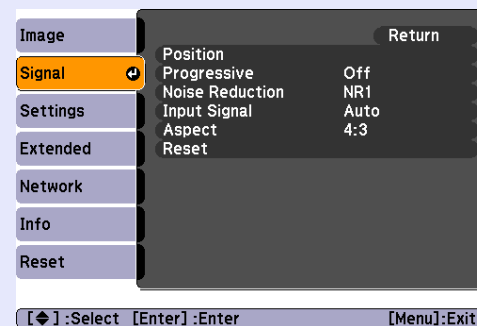 Image
Signal
Settings
Extended
Network
Info
Reset
Return
Position
Progressive Off
Noise Reduction NR1
Input Signal Auto
Aspect 4:3
Reset
[◆] :Select [Enter] :Enter [Menu]:Exit